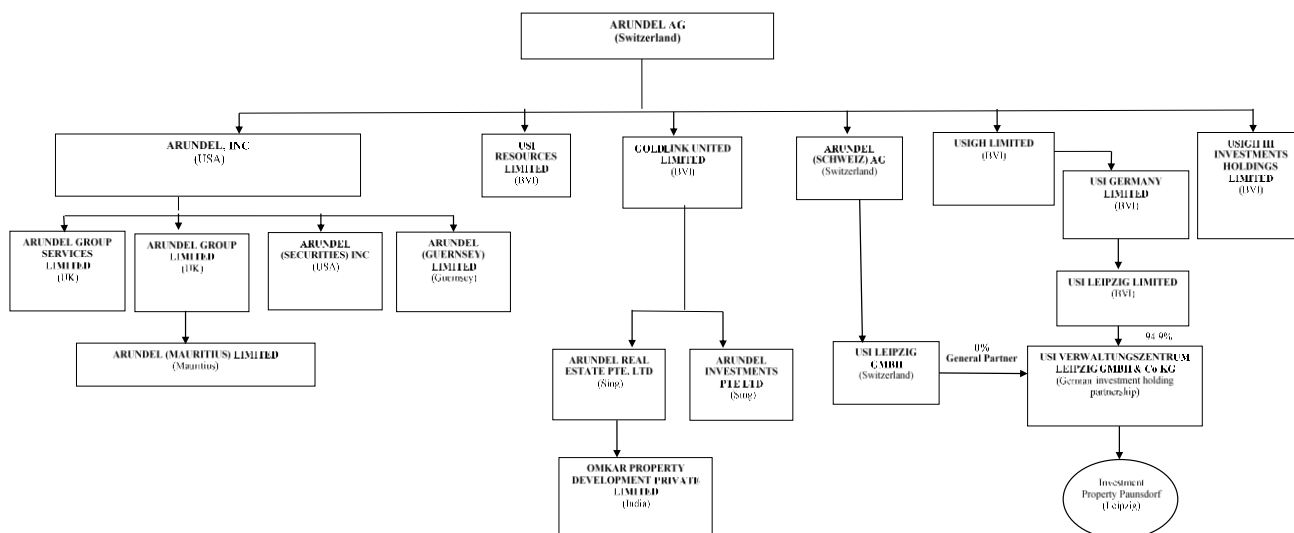 ARUNDEL AG
(Switzerland)
ARUNDEL, INC
(USA)
USI
RESOURCES
LIMITED
(BVI)
GOLDLINK UNITED
LIMITED
(BVI)
ARUNDEL
(SCHWEIZ) AG
(Switzerland)
USIGH LIMITED
(BVI)
USIGH III
INVESTMENTS
HOLDINGS
LIMITED
(BVI)
USI GERMANY
LIMITED
(BVI)
ARUNDEL GROUP
SERVICES
LIMITED
(UK)
ARUNDEL GROUP
LIMITED
(UK)
ARUNDEL
(SECURITIES) INC
(USA)
ARUNDEL
(GUERNSEY)
LIMITED
(Guernsey)
USI LEIPZIG LIMITED
(BVI)
ARUNDEL (MAURITIUS) LIMITED
(Mauritius)
ARUNDEL REAL
ESTATE PTE. LTD
(Sing)
ARUNDEL
INVESTMENTS
PTE LTD
(Sing)
USI LEIPZIG
GMBH
(Switzerland)
0%
General Partner
94.9%
USI VERWALTUNGSZENTRUM
LEIPZIG GMBH & Co KG
(German investment holding
partnership)
OMKAR PROPERTY
DEVELOPMENT PRIVATE
LIMITED
(India)
Investment
Property Paunsdorf
(Leipzig)